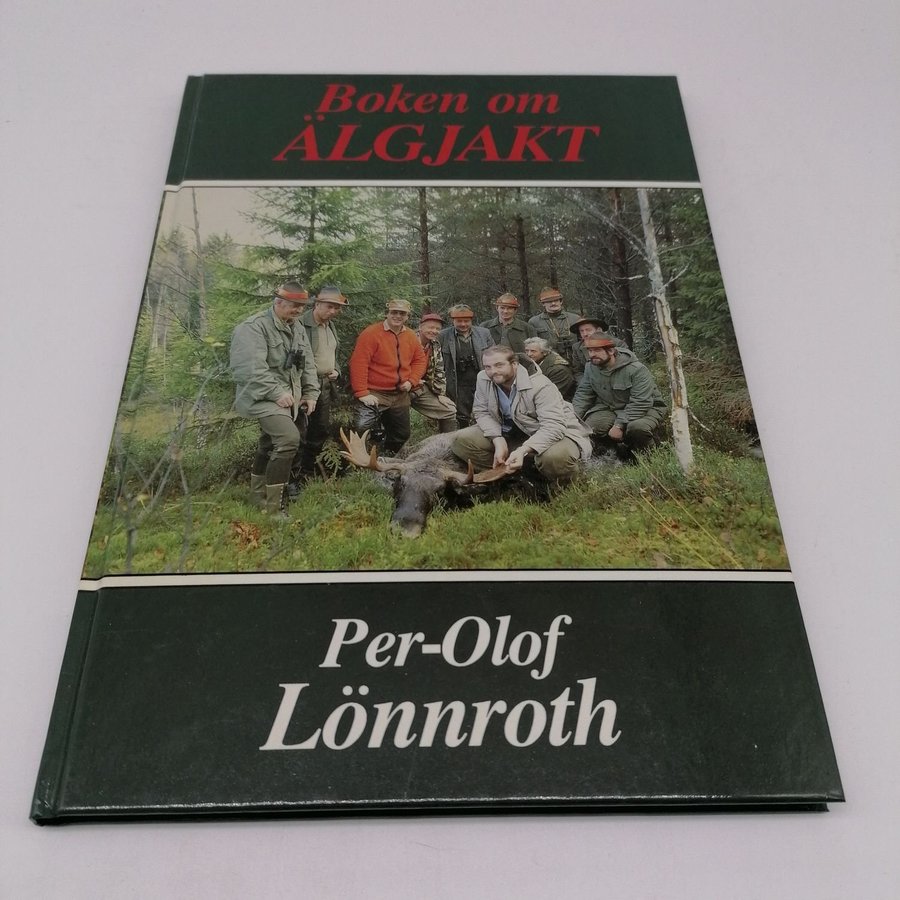 Boken om
ÄLGJAKT
Per-Olof
Lönnroth